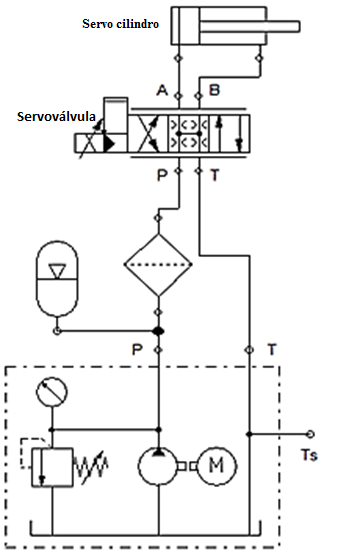 Servo cilindro
A B
Servoválvula
P T
P T
M
Ts